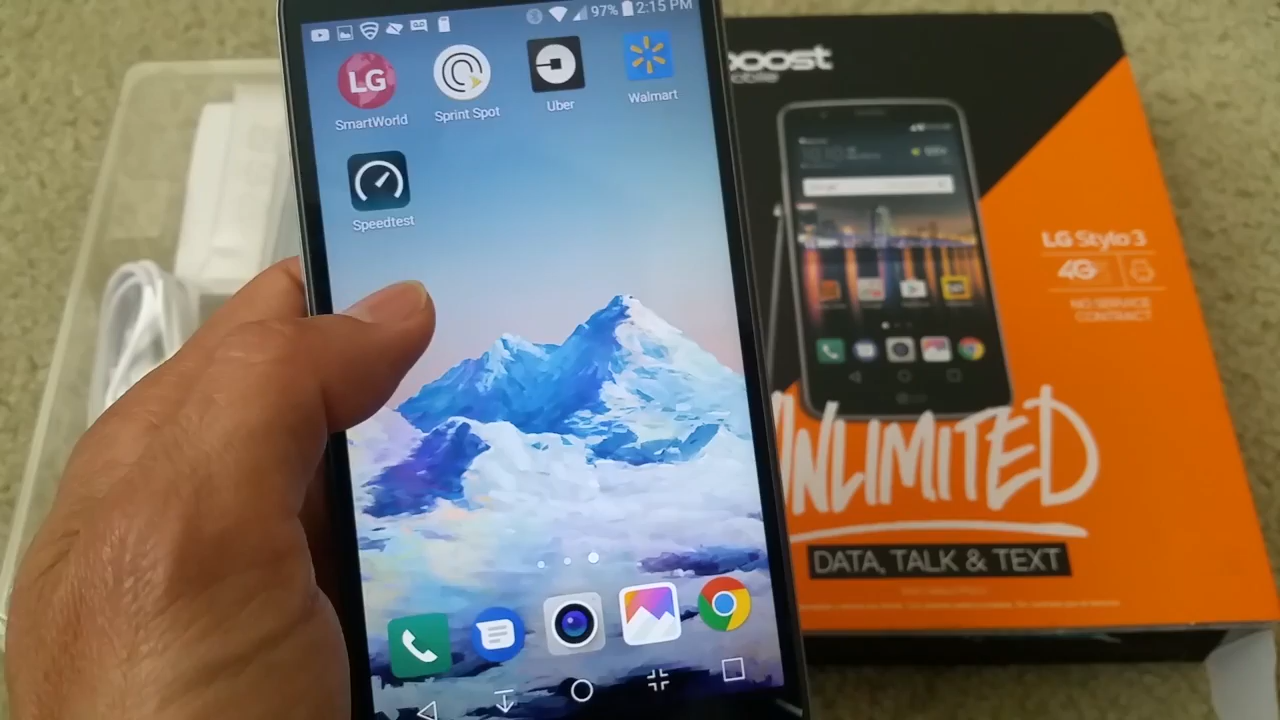 97% 2:15 PM
LG
SmartWorld
Sprint Spot
Uber
Walmart
Speedtest
boost
mobile
LG Stylo 3
4G
NO SERVICE
CONTRACT
UNLIMITED
DATA, TALK & TEXT